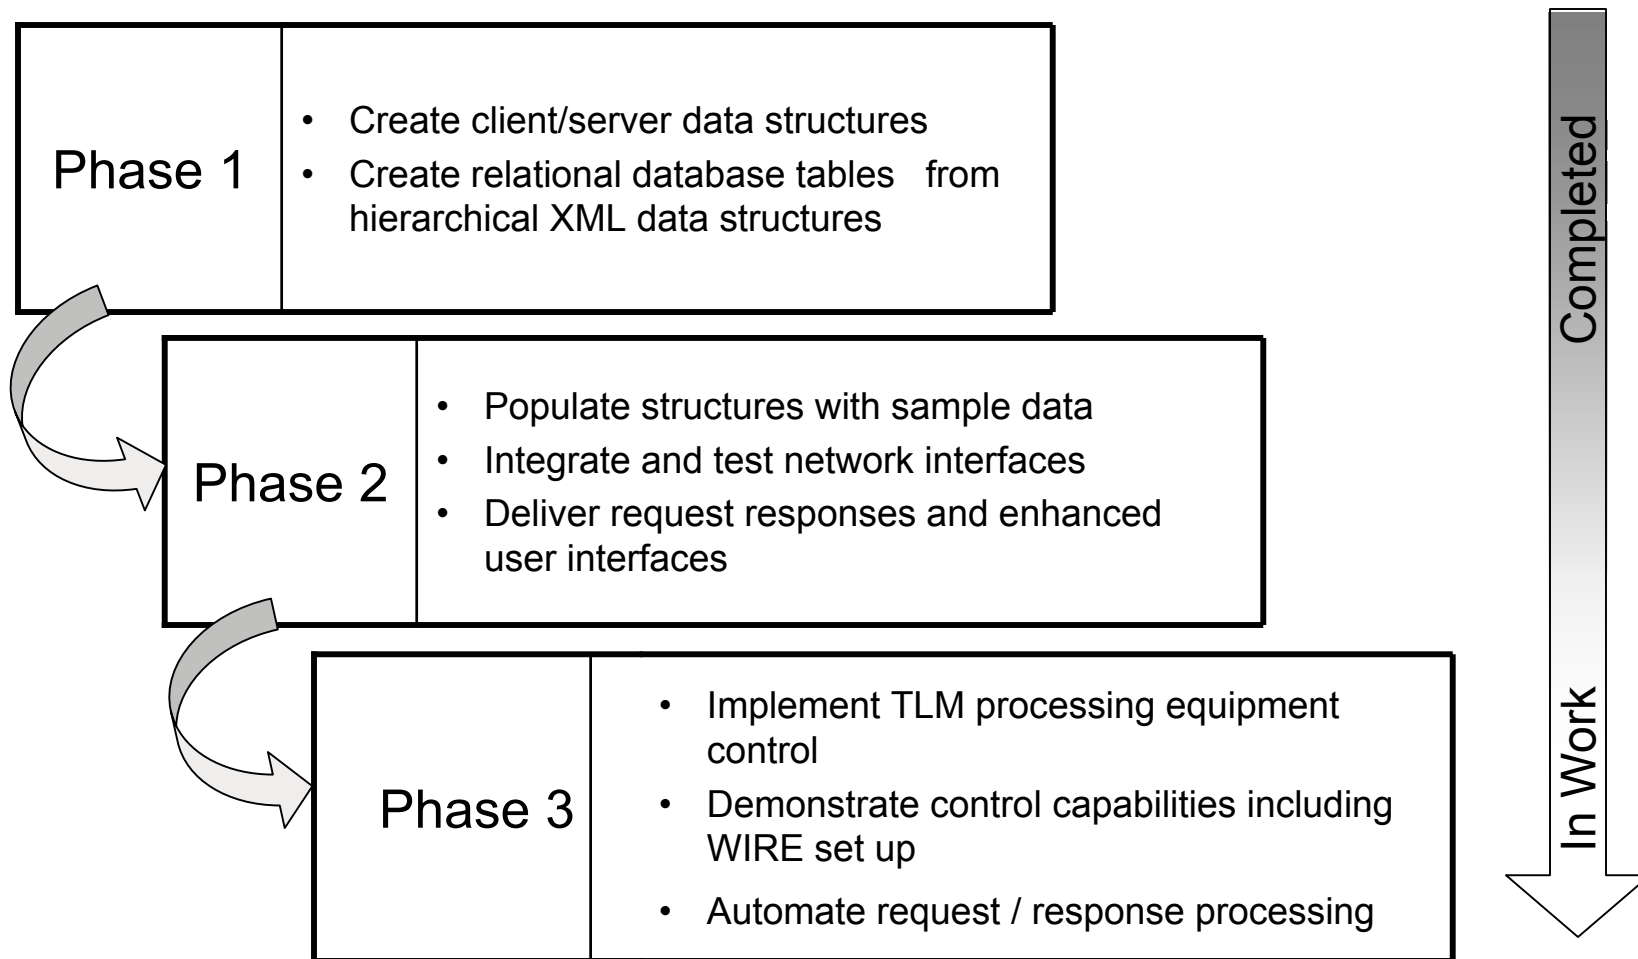 Phase 1
• Create client/server data structures
• Create relational database tables from
hierarchical XML data structures
Phase 2
• Populate structures with sample data
• Integrate and test network interfaces
• Deliver request responses and enhanced
user interfaces
Phase 3
• Implement TLM processing equipment
control
• Demonstrate control capabilities including
WIRE set up
• Automate request / response processing
Completed
In Work